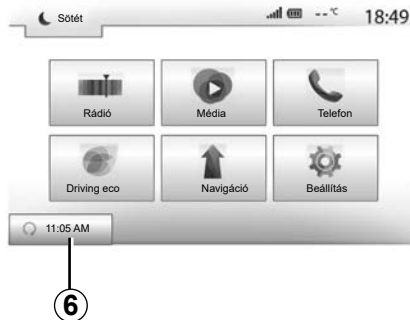 Sötét
--°C 18:49
Rádió Média Telefon
Driving eco Navigáció Beállítás
11:05 AM
6